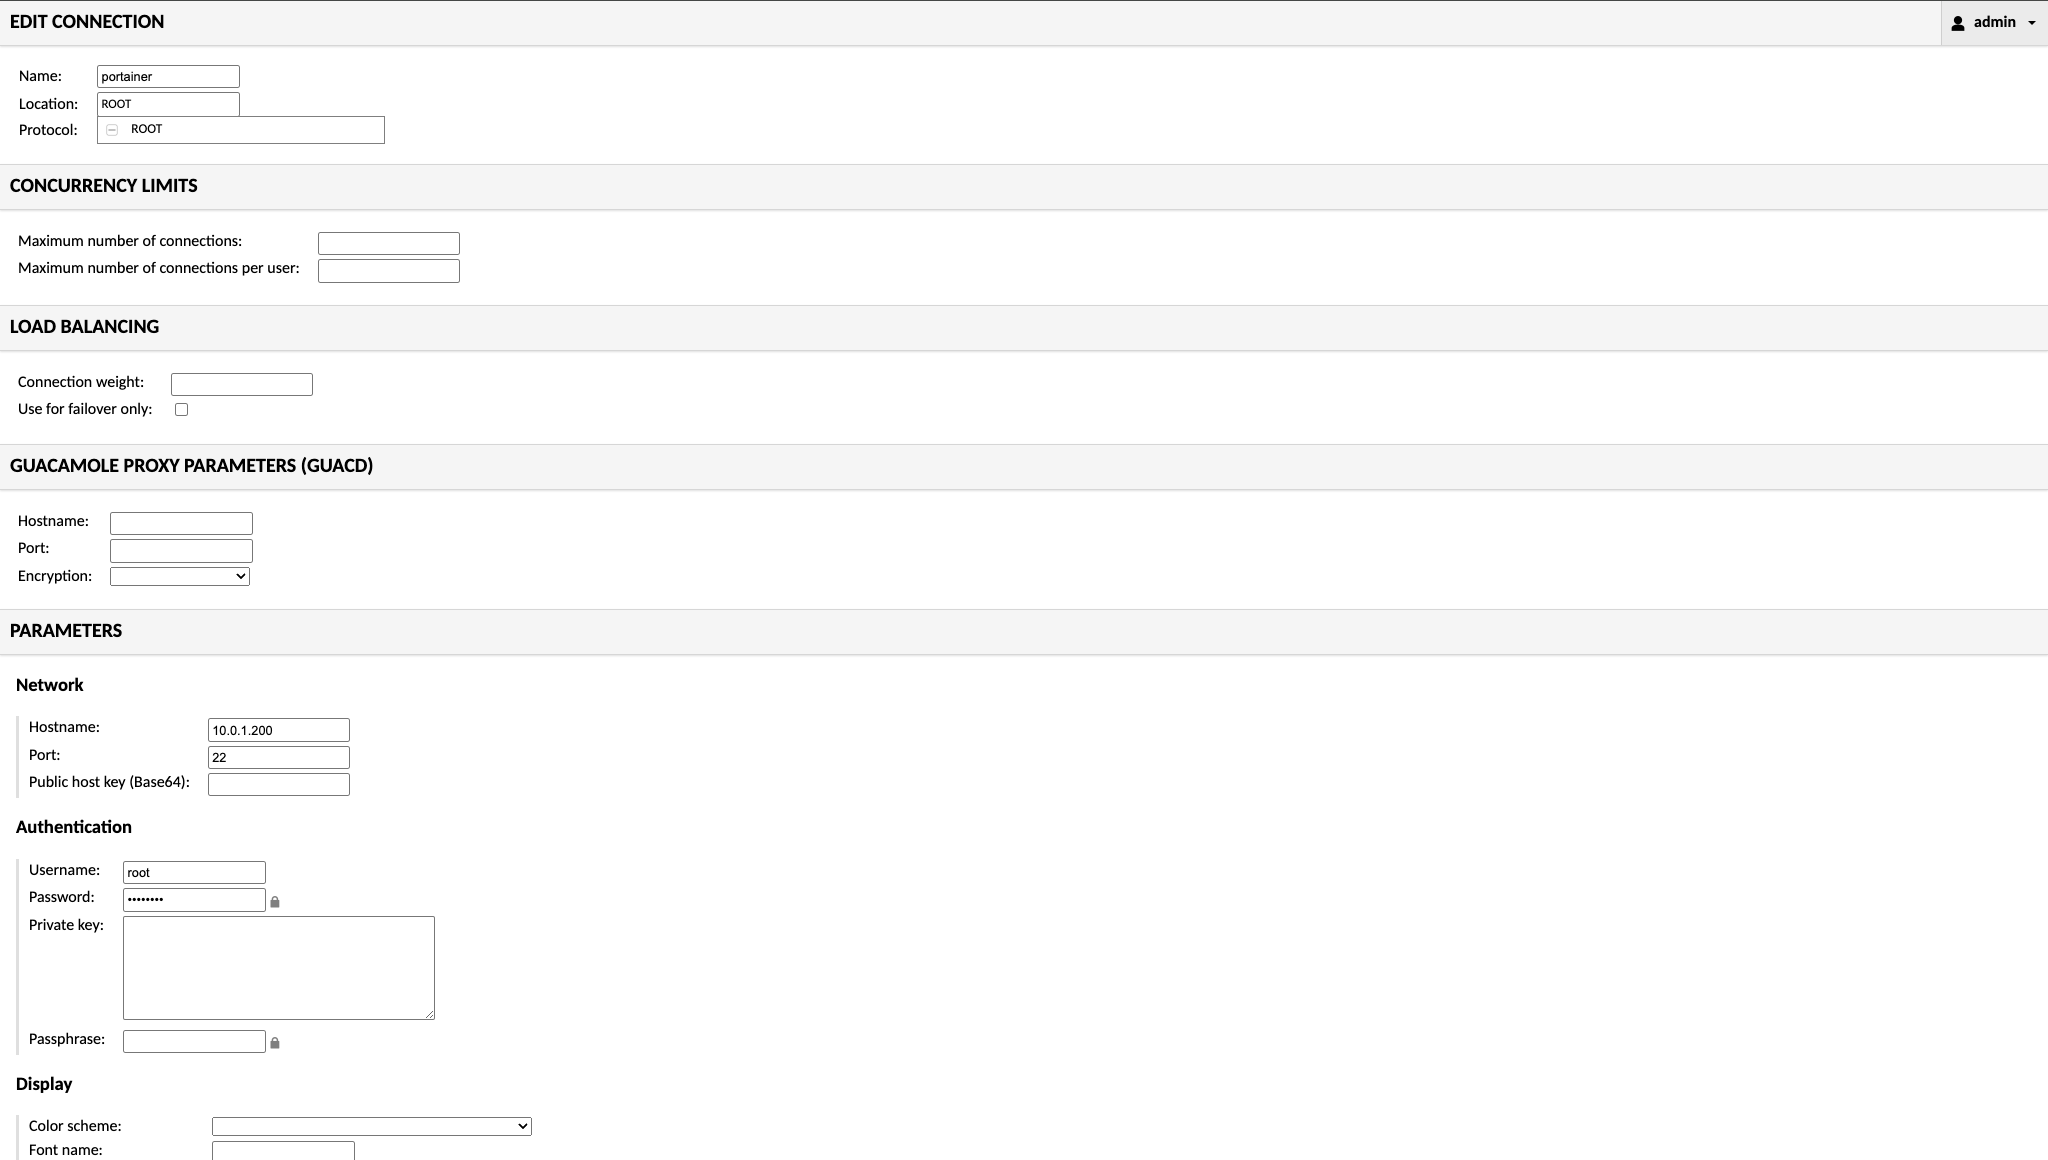 EDIT CONNECTION
admin
Name: portainer
Location: ROOT
Protocol: ROOT
CONCURRENCY LIMITS
Maximum number of connections:
Maximum number of connections per user:
LOAD BALANCING
Connection weight:
Use for failover only:
GUACAMOLE PROXY PARAMETERS (GUACD)
Hostname:
Port:
Encryption:
PARAMETERS
Network
Hostname: 10.0.1.200
Port: 22
Public host key (Base64):
Authentication
Username: root
Password: ••••••••
Private key:
Passphrase:
Display
Color scheme:
Font name: